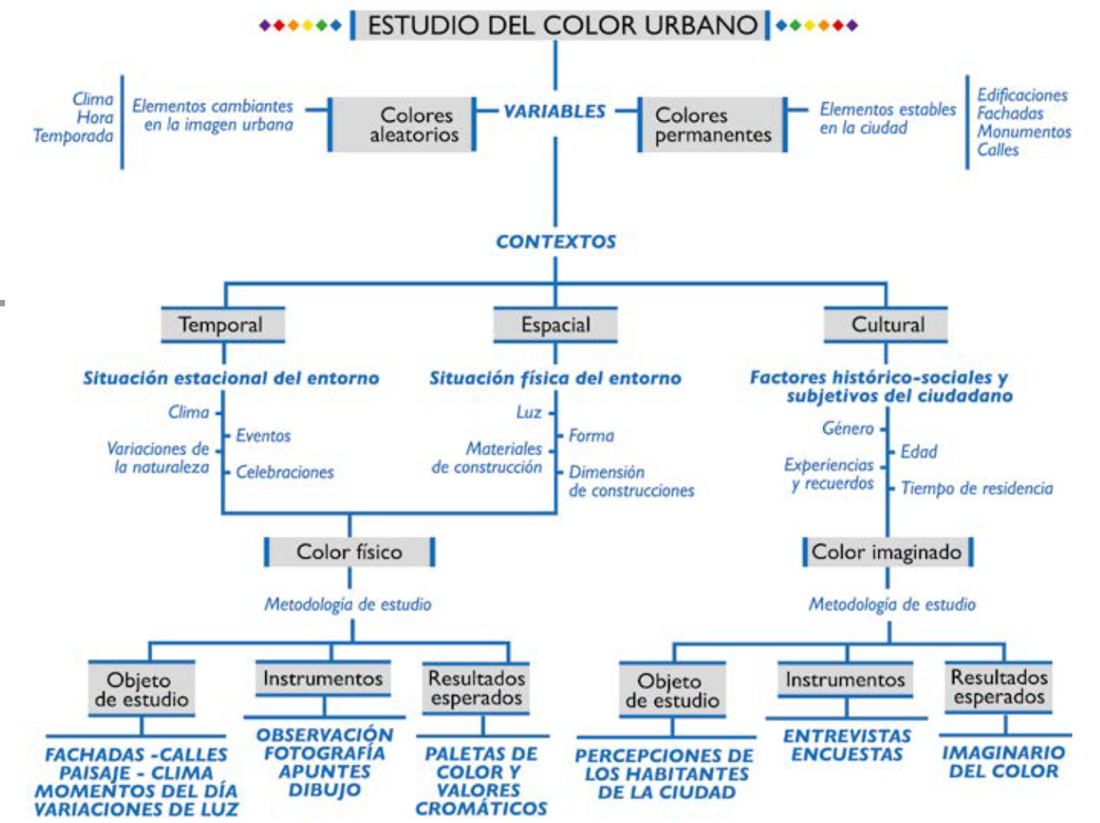 ESTUDIO DEL COLOR URBANO
Clima
Hora
Temporada
Elementos cambiantes
en la imagen urbana
Colores
aleatorios
VARIABLES
Colores
permanentes
Elementos estables
en la ciudad
Edificaciones
Fachadas
Monumentos
Calles
CONTEXTOS
Temporal
Situación estacional del entorno
Clima
Eventos
Variaciones de
la naturaleza
Celebraciones
Espacial
Situación física del entorno
Luz
Forma
Materiales
de construcción
Dimensión
de construcciones
Cultural
Factores histórico-sociales y
subjetivos del ciudadano
Género
Edad
Experiencias
y recuerdos
Tiempo de residencia
Color físico
Metodología de estudio
Objeto
de estudio
FACHADAS -CALLES
PAISAJE - CLIMA
MOMENTOS DEL DÍA
VARIACIONES DE LUZ
Instrumentos
OBSERVACIÓN
FOTOGRAFÍA
APUNTES
DIBUJO
Resultados
esperados
PALETAS DE
COLOR Y
VALORES
CROMÁTICOS
Color imaginado
Metodología de estudio
Objeto
de estudio
PERCEPCIONES DE
LOS HABITANTES
DE LA CIUDAD
Instrumentos
ENTREVISTAS
ENCUESTAS
Resultados
esperados
IMAGINARIO
DEL COLOR